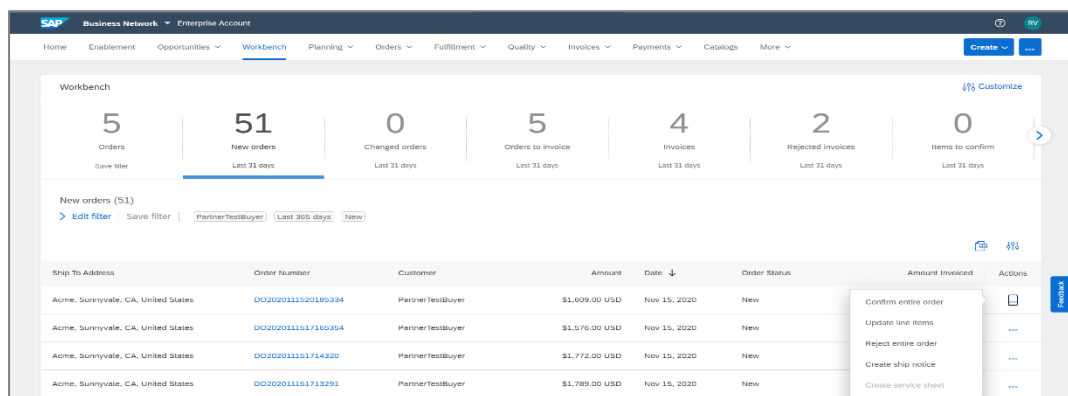 SAP Business Network Enterprise Account RV
Home Enablement Opportunities Workbench Planning Orders Fulfillment Quality Invoices Payments Catalogs More Create ...
Workbench Customize
5 51 0 5 4 2 0
Orders New orders Changed orders Orders to invoice Invoices Rejected invoices Items to confirm
Save filter Last 31 days Last 31 days Last 31 days Last 31 days Last 31 days Last 31 days
New orders (51)
Edit filter Save filter PartnerTestBuyer Last 365 days New
Ship To Address Order Number Customer Amount Date ↓ Order Status Amount Invoiced Actions
Acme, Sunnyvale, CA, United States DO2020111520185334 PartnerTestBuyer $1,609.00 USD Nov 15, 2020 New ...
Acme, Sunnyvale, CA, United States DO2020111517165354 PartnerTestBuyer $1,576.00 USD Nov 15, 2020 New ...
Acme, Sunnyvale, CA, United States DO202011151714320 PartnerTestBuyer $1,772.00 USD Nov 15, 2020 New ...
Acme, Sunnyvale, CA, United States DO202011151713291 PartnerTestBuyer $1,789.00 USD Nov 15, 2020 New ...
Confirm entire order
Update line items
Reject entire order
Create ship notice
Create service sheet
Feedback